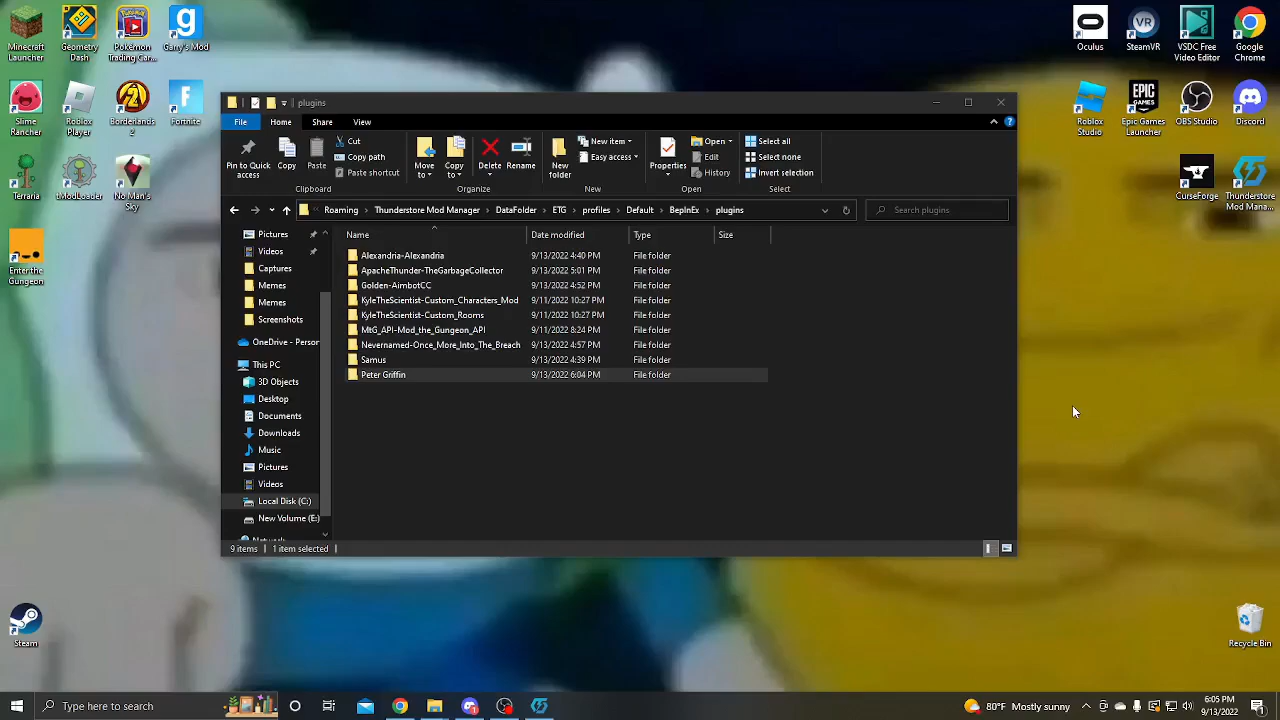 Minecraft Launcher
Geometry Dash
Pokémon Trading Car...
Garry's Mod
Oculus
SteamVR
VSDC Free Video Editor
Google Chrome
plugins
File
Home
Share
View
Pin to Quick access
Copy
Paste
Cut
Copy path
Paste shortcut
Clipboard
Move to
Copy to
Delete
Rename
Organize
New folder
New item
Easy access
New
Properties
Open
Edit
History
Open
Select all
Select none
Invert selection
Select
Slime Rancher
Roblox Player
Borderlands 2
Fortnite
Roblox Studio
EPIC GAMES
Epic Games Launcher
OBS Studio
Discord
Terraria
tModLoader
No Man's Sky
CurseForge
Thunderstore Mod Mana...
Enter the Gungeon
Roaming > Thunderstore Mod Manager > DataFolder > ETG > profiles > Default > BepInEx > plugins
Search plugins
Pictures
Videos
Captures
Memes
Memes
Screenshots
OneDrive - Person
This PC
3D Objects
Desktop
Documents
Downloads
Music
Pictures
Videos
Local Disk (C:)
New Volume (E:)
Network
Name Date modified Type Size
Alexandria-Alexandria 9/13/2022 4:40 PM File folder
ApacheThunder-TheGarbageCollector 9/13/2022 5:01 PM File folder
Golden-AimbotCC 9/13/2022 4:52 PM File folder
KyleTheScientist-Custom_Characters_Mod 9/11/2022 10:27 PM File folder
KyleTheScientist-Custom_Rooms 9/11/2022 10:27 PM File folder
MtG_API-Mod_the_Gungeon_API 9/11/2022 8:24 PM File folder
Nevernamed-Once_More_Into_The_Breach 9/13/2022 4:57 PM File folder
Samus 9/13/2022 4:39 PM File folder
Peter Griffin 9/13/2022 6:04 PM File folder
9 items 1 item selected
Steam
Recycle Bin
Type here to search
80°F Mostly sunny
6:05 PM
9/13/2022